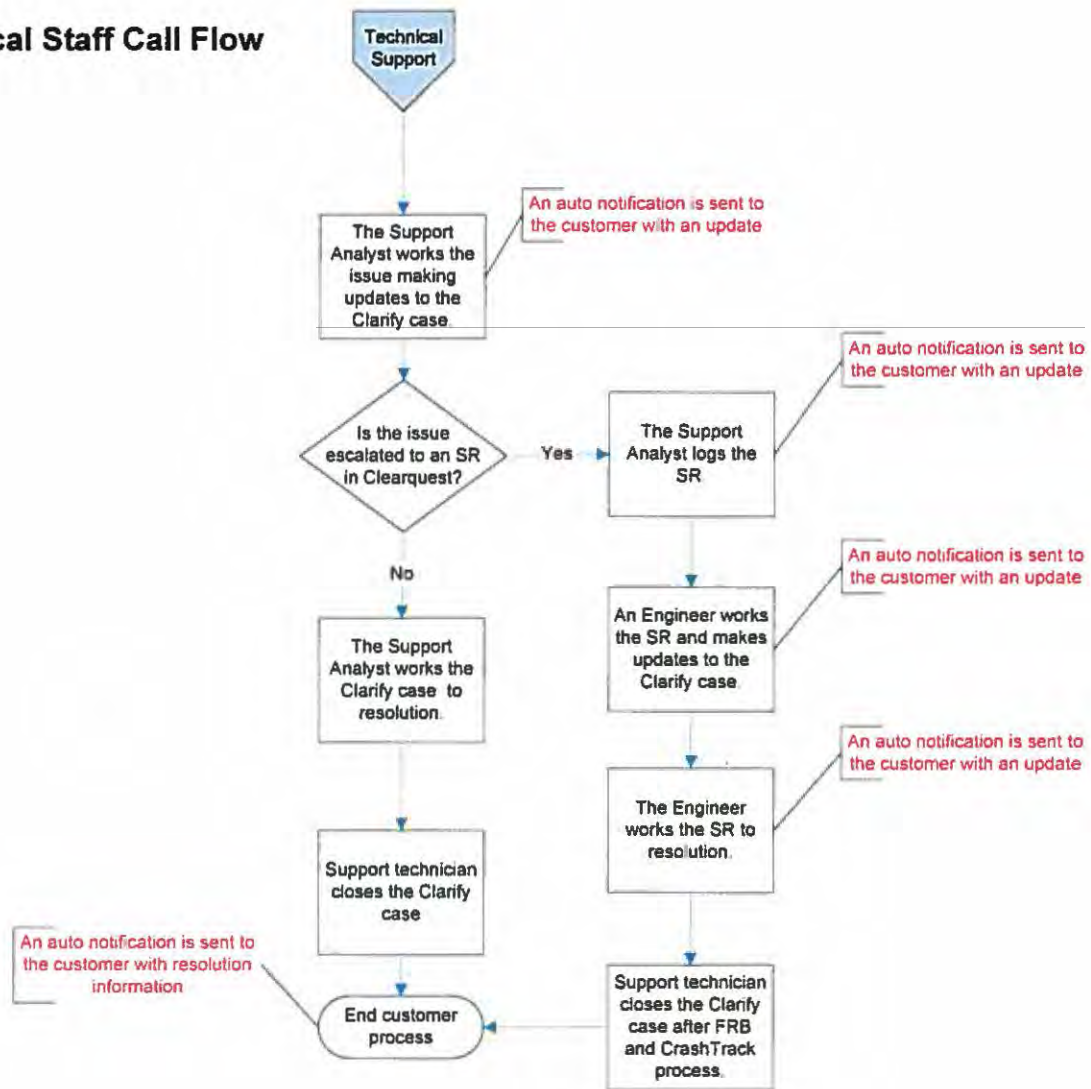 cal Staff Call Flow
Technical
Support
An auto notification is sent to
the customer with an update
The Support
Analyst works the
issue making
updates to the
Clarify case.
An auto notification is sent to
the customer with an update
Is the issue
escalated to an SR
in Clearquest?
Yes
The Support
Analyst logs the
SR
No
An auto notification is sent to
the customer with an update
The Support
Analyst works the
Clarify case to
resolution.
An Engineer works
the SR and makes
updates to the
Clarify case.
An auto notification is sent to
the customer with an update
The Engineer
works the SR to
resolution.
Support technician
closes the Clarify
case
An auto notification is sent to
the customer with resolution
information
End customer
process
Support technician
closes the Clarify
case after FRB
and CrashTrack
process.